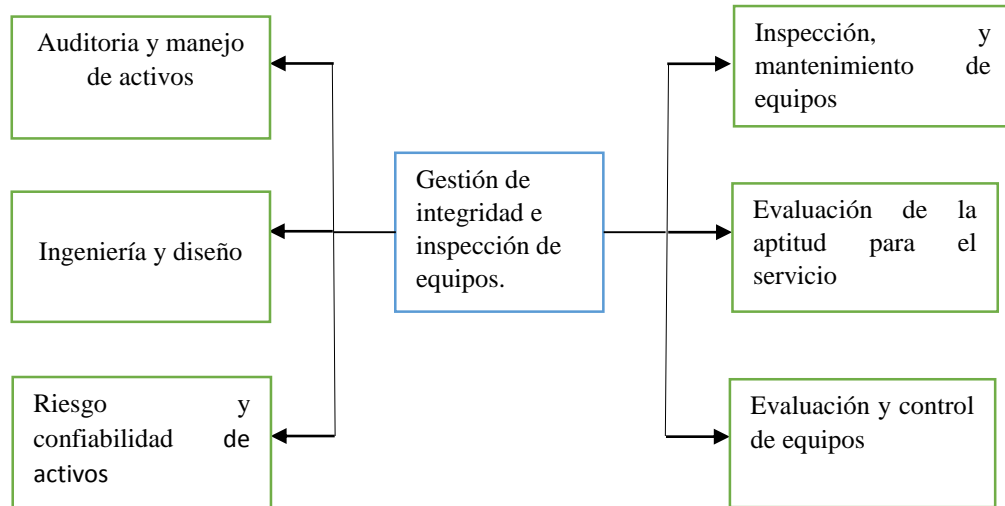 Auditoria y manejo
de activos
Ingeniería y diseño
Riesgo y
confiabilidad de
activos
Gestión de
integridad e
inspección de
equipos.
Inspección, y
mantenimiento de
equipos
Evaluación de la
aptitud para el
servicio
Evaluación y control
de equipos